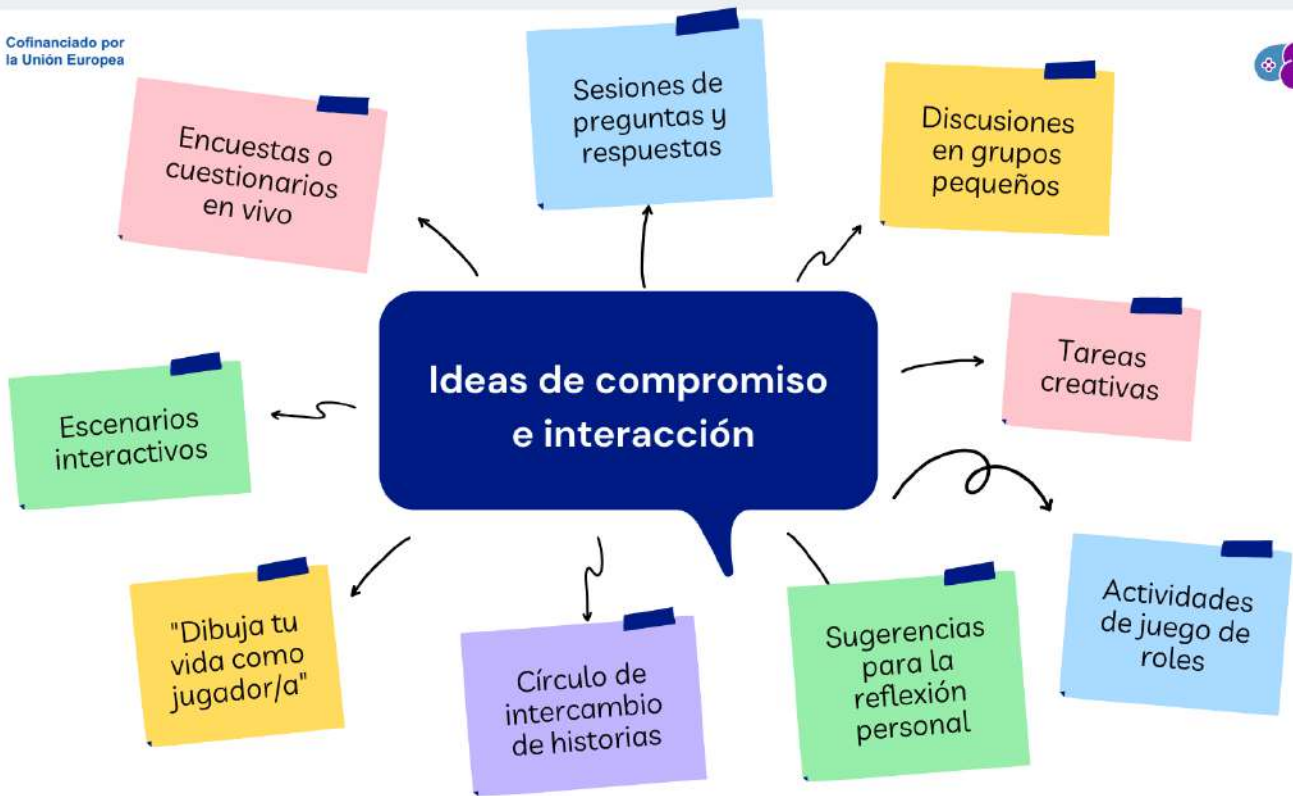 Cofinanciado por
la Unión Europea
Encuestas o
cuestionarios
en vivo
Sesiones de
preguntas y
respuestas
Discusiones
en grupos
pequeños
Ideas de compromiso
e interacción
Tareas
creativas
Escenarios
interactivos
"Dibuja tu
vida como
jugador/a"
Círculo de
intercambio
de historias
Sugerencias
para la
reflexión
personal
Actividades
de juego de
roles